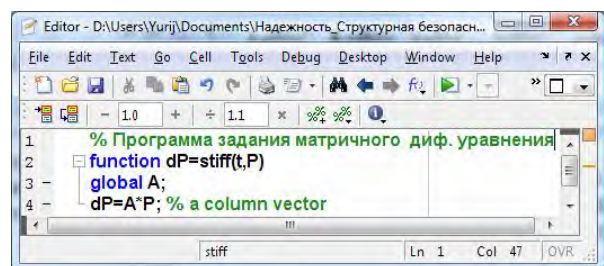 Editor - D:\Users\Yurij\Documents\Надежность_Структурная безопасн...
File Edit Text Go Cell Tools Debug Desktop Window Help
- 1.0 + ÷ 1.1 ×
1 % Программа задания матричного диф. уравнения
2 function dP=stiff(t,P)
3 - global A;
4 - dP=A*P; % a column vector
stiff Ln 1 Col 47 OVR